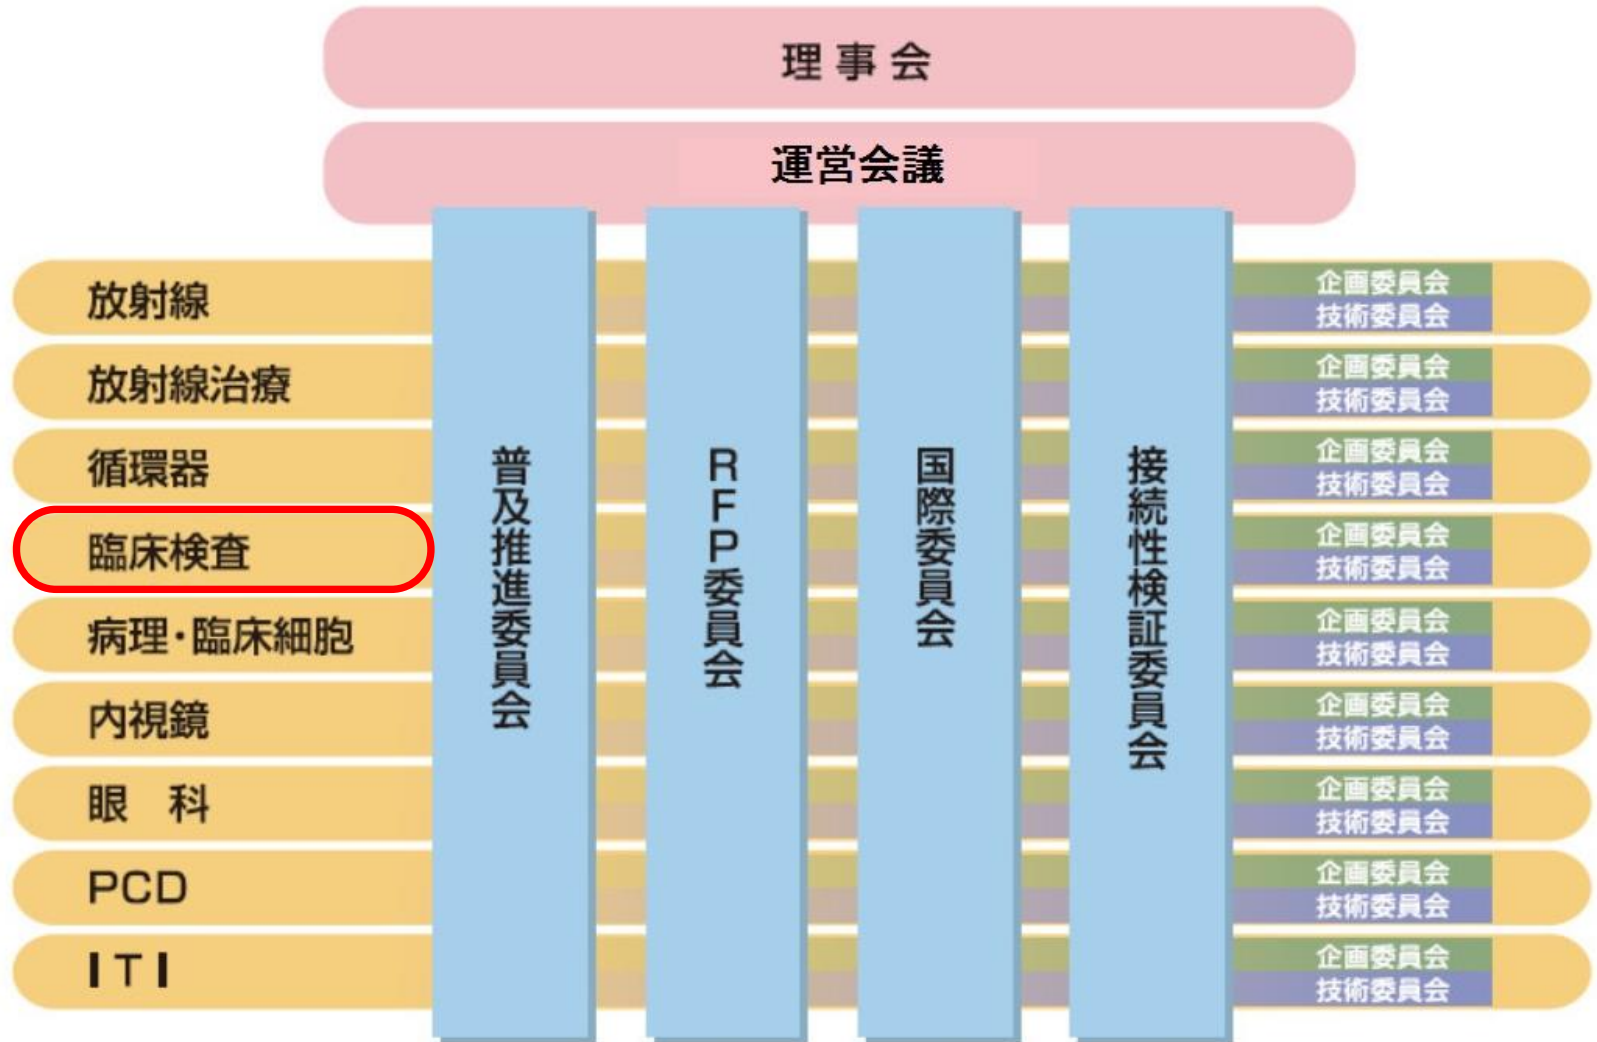 理事会
運営会議
普及推進委員会
RFP委員会
国際委員会
接続性検証委員会
放射線
企画委員会
技術委員会
放射線治療
企画委員会
技術委員会
循環器
企画委員会
技術委員会
臨床検査
企画委員会
技術委員会
病理・臨床細胞
企画委員会
技術委員会
内視鏡
企画委員会
技術委員会
眼 科
企画委員会
技術委員会
PCD
企画委員会
技術委員会
ITI
企画委員会
技術委員会